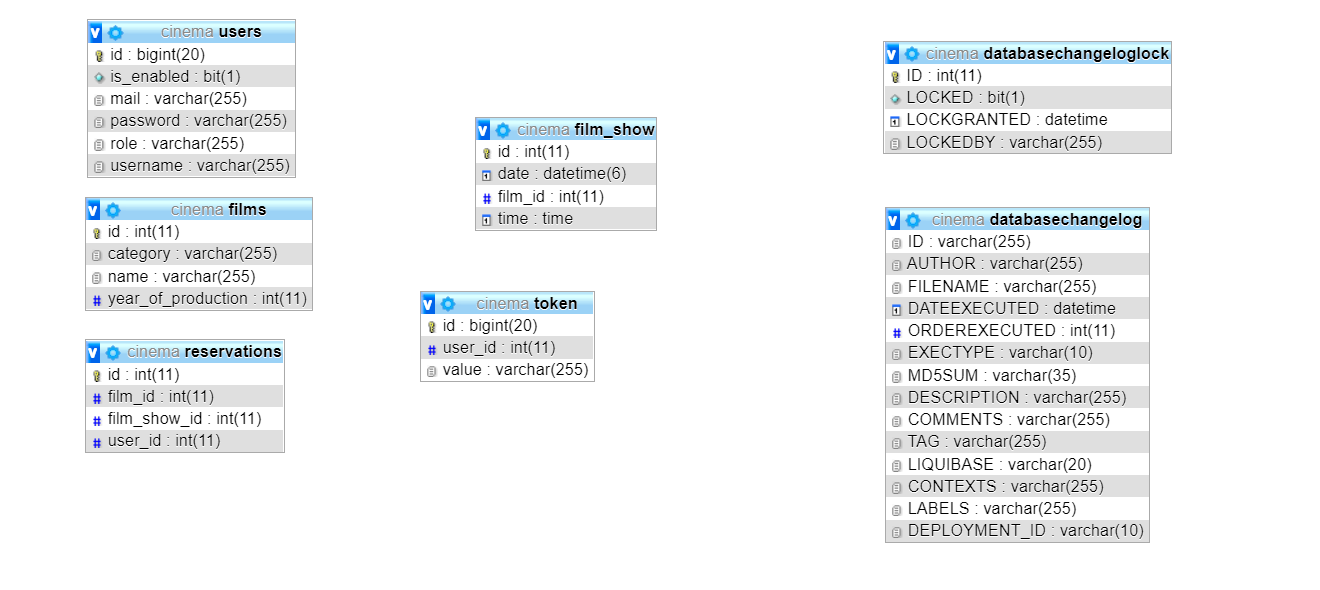 cinema users
id : bigint(20)
is_enabled : bit(1)
mail : varchar(255)
password : varchar(255)
role : varchar(255)
username : varchar(255)
cinema films
id : int(11)
category : varchar(255)
name : varchar(255)
year_of_production : int(11)
cinema reservations
id : int(11)
film_id : int(11)
film_show_id : int(11)
user_id : int(11)
cinema film_show
id : int(11)
date : datetime(6)
film_id : int(11)
time : time
cinema token
id : bigint(20)
user_id : int(11)
value : varchar(255)
cinema databasechangeloglock
ID : int(11)
LOCKED : bit(1)
LOCKGRANTED : datetime
LOCKEDBY : varchar(255)
cinema databasechangelog
ID : varchar(255)
AUTHOR : varchar(255)
FILENAME : varchar(255)
DATEEXECUTED : datetime
ORDEREXECUTED : int(11)
EXECTYPE : varchar(10)
MD5SUM : varchar(35)
DESCRIPTION : varchar(255)
COMMENTS : varchar(255)
TAG : varchar(255)
LIQUIBASE : varchar(20)
CONTEXTS : varchar(255)
LABELS : varchar(255)
DEPLOYMENT_ID : varchar(10)